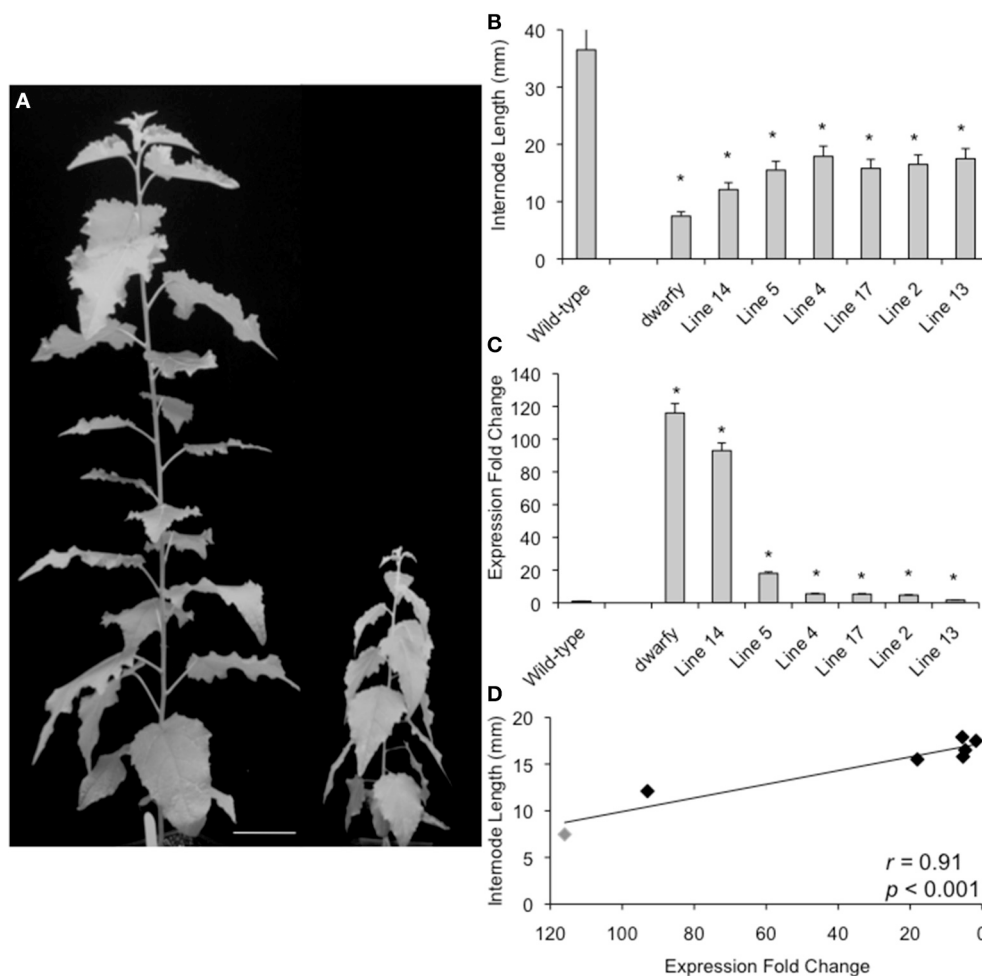 A
B
Internode Length (mm)
40
30
20
10
0
*
*
*
*
*
*
*
Wild-type
dwarfy
Line 14
Line 5
Line 4
Line 17
Line 2
Line 13
C
Expression Fold Change
140
120
100
80
60
40
20
0
*
*
*
*
*
*
*
Wild-type
dwarfy
Line 14
Line 5
Line 4
Line 17
Line 2
Line 13
D
Internode Length (mm)
20
15
10
5
0
r = 0.91
p < 0.001
120
100
80
60
40
20
0
Expression Fold Change